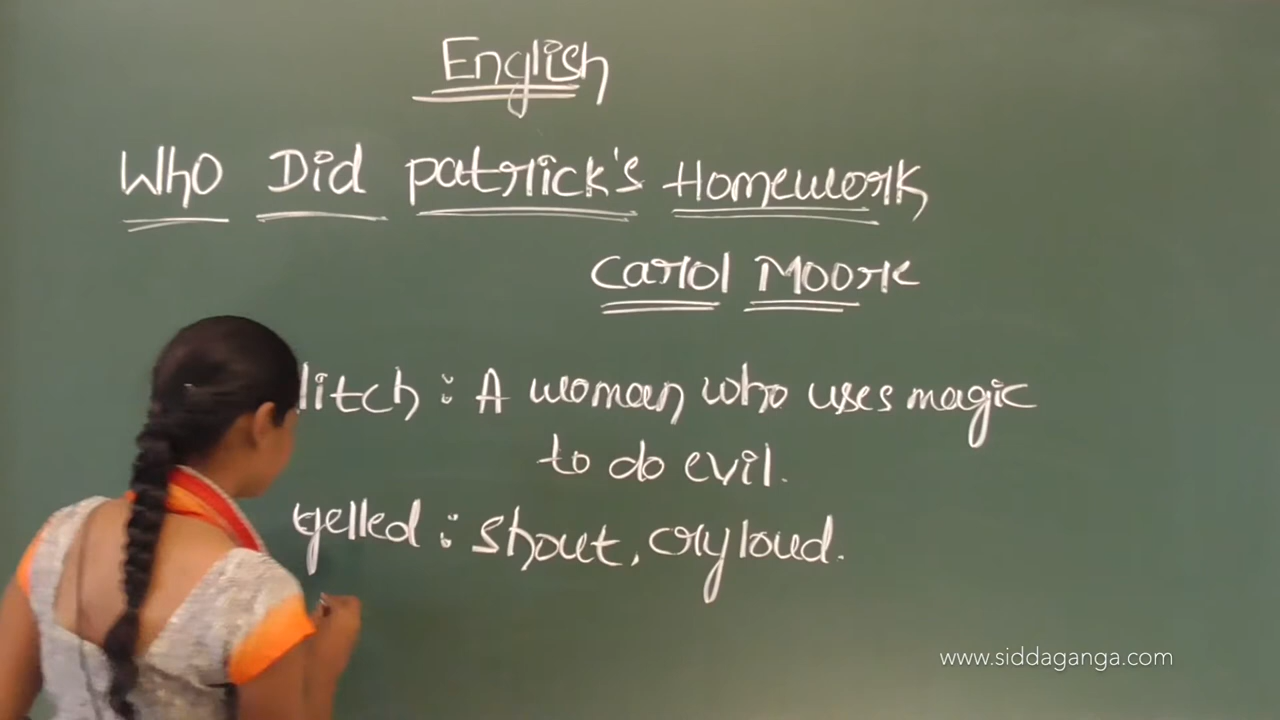 English
Who Did Patrick's Homework
Carol Moore
litch : A woman who uses magic
to do evil.
yelled : shout, cry loud.
www.siddaganga.com